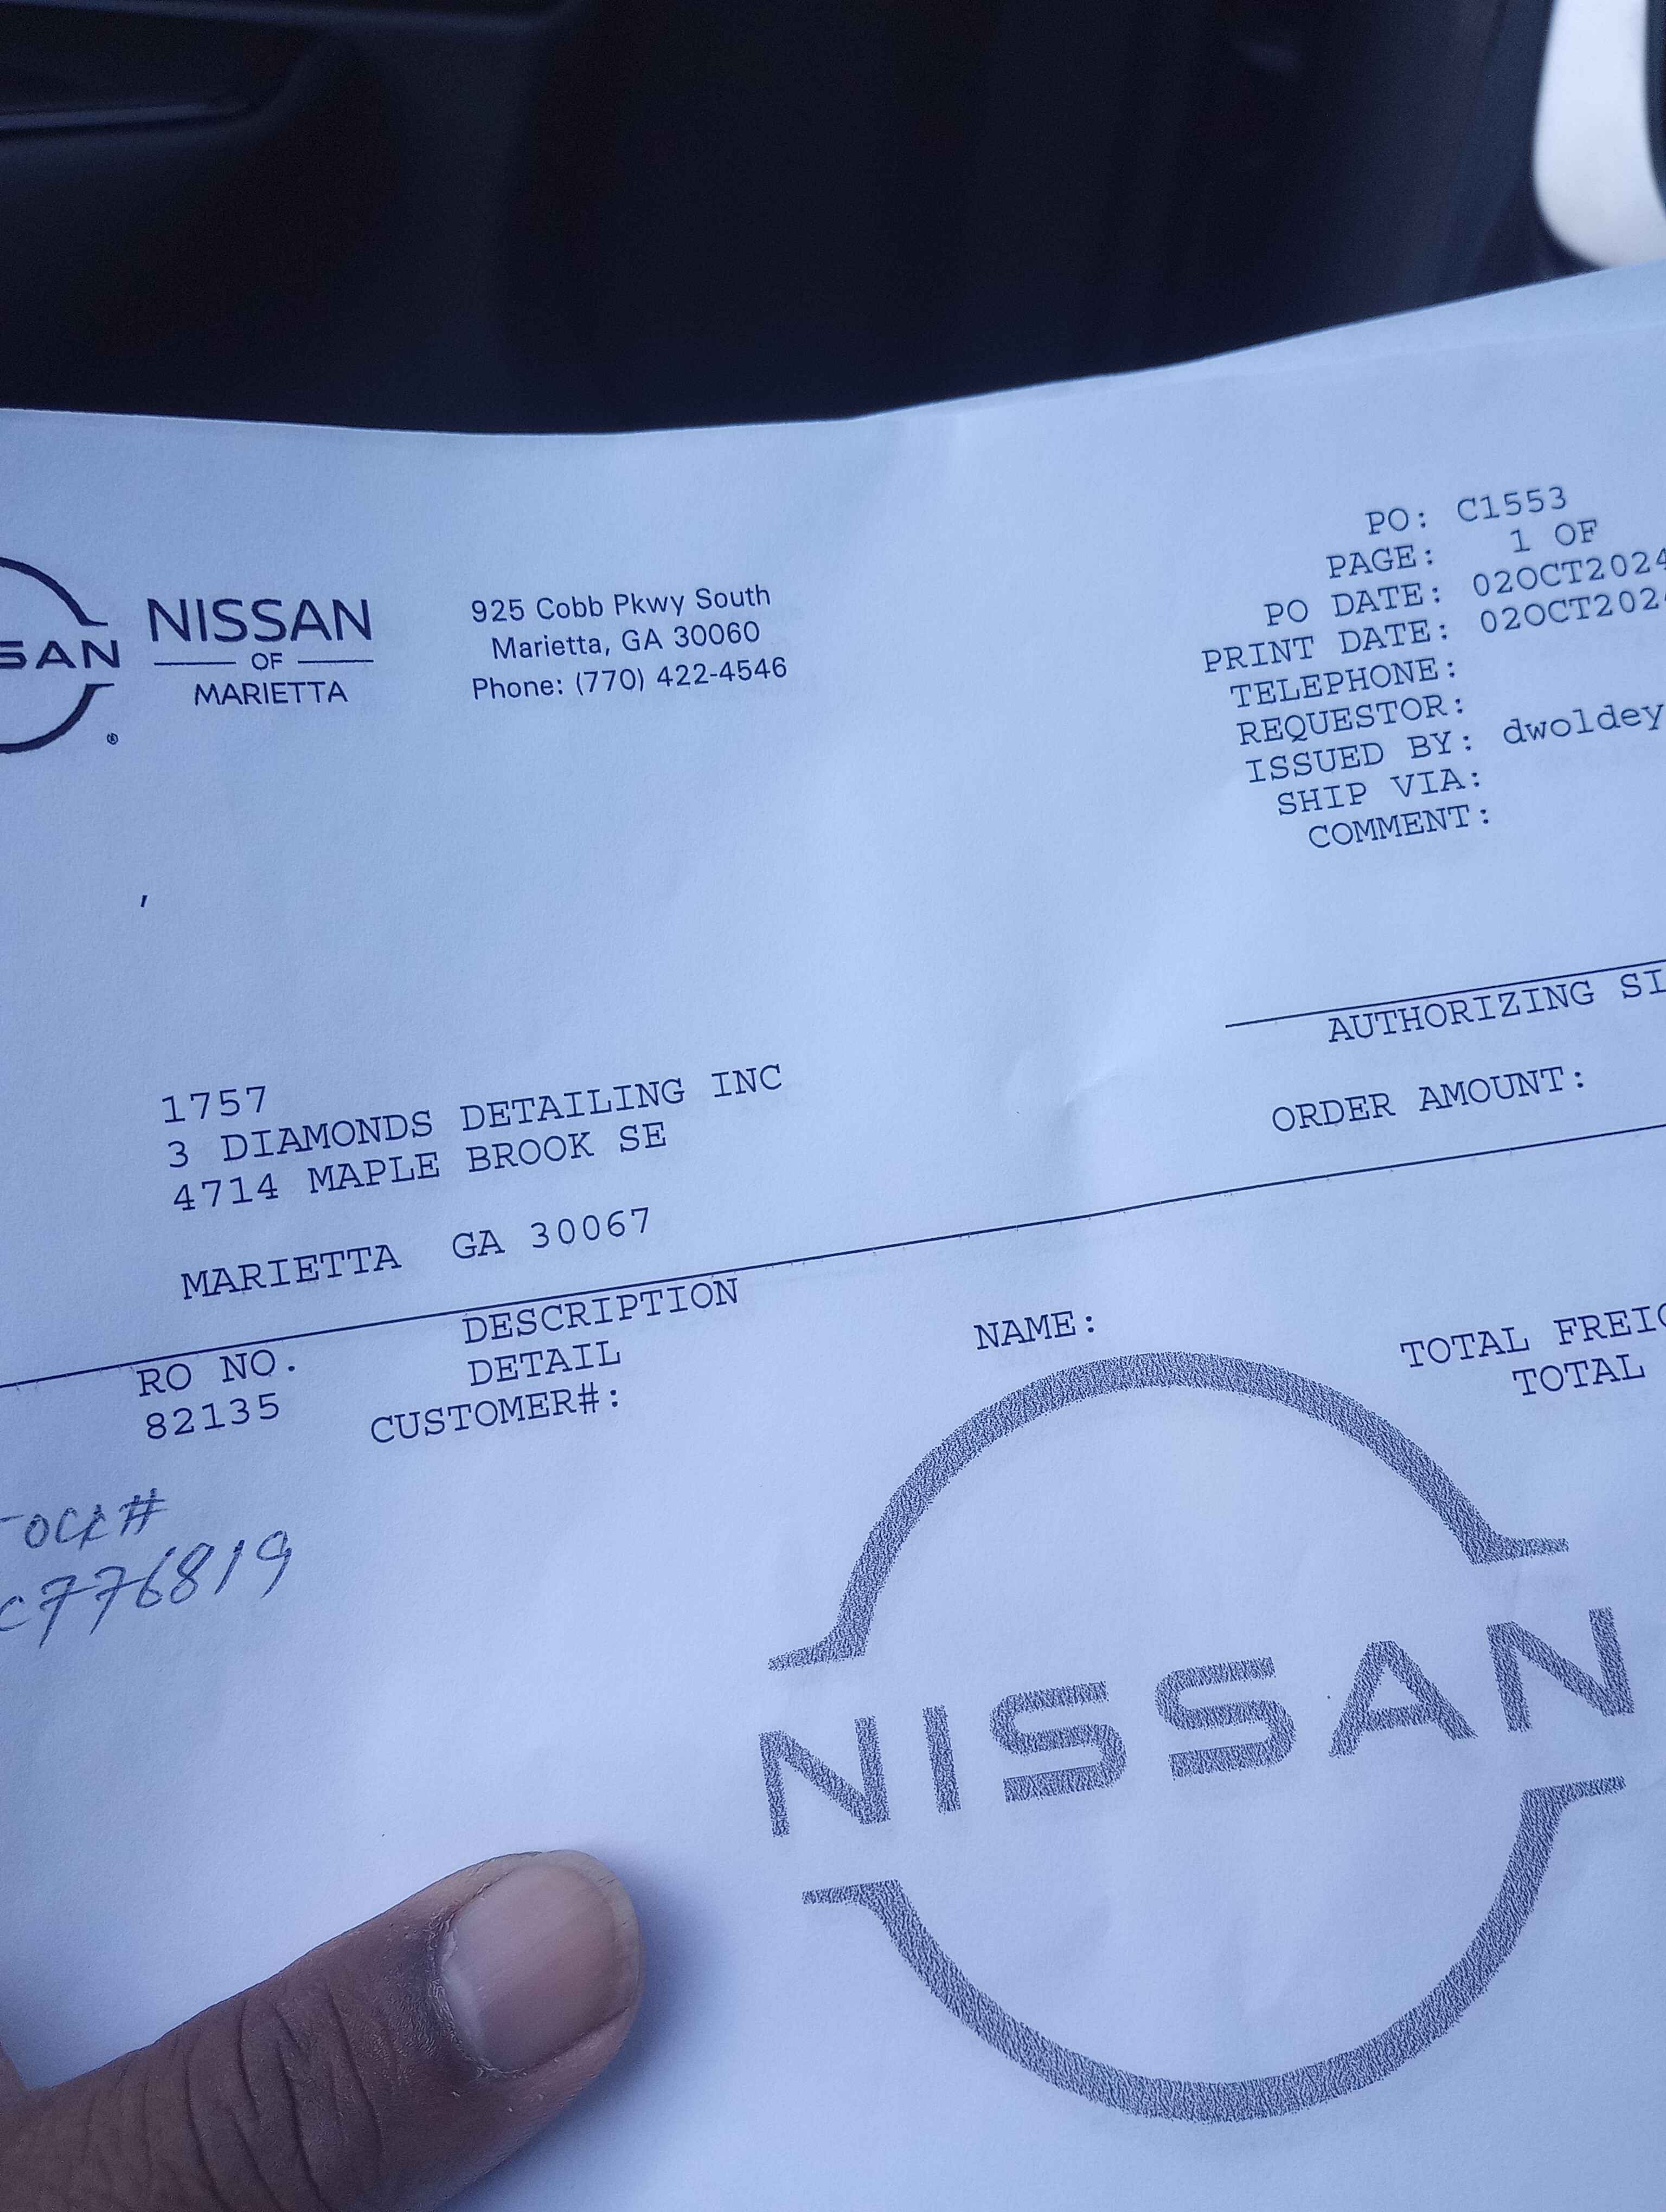 SAN
NISSAN
OF
MARIETTA
®
925 Cobb Pkwy South
Marietta, GA 30060
Phone: (770) 422-4546
PO: C1553
PAGE: 1 OF
PO DATE: 02OCT2024
PRINT DATE: 02OCT202
TELEPHONE:
REQUESTOR:
ISSUED BY: dwoldey
SHIP VIA:
COMMENT:
,
AUTHORIZING SI
ORDER AMOUNT:
1757
3 DIAMONDS DETAILING INC
4714 MAPLE BROOK SE
MARIETTA GA 30067
RO NO. DESCRIPTION
82135 DETAIL
CUSTOMER#: NAME:
TOTAL FREIG
TOTAL
ock#
C776819
NISSAN